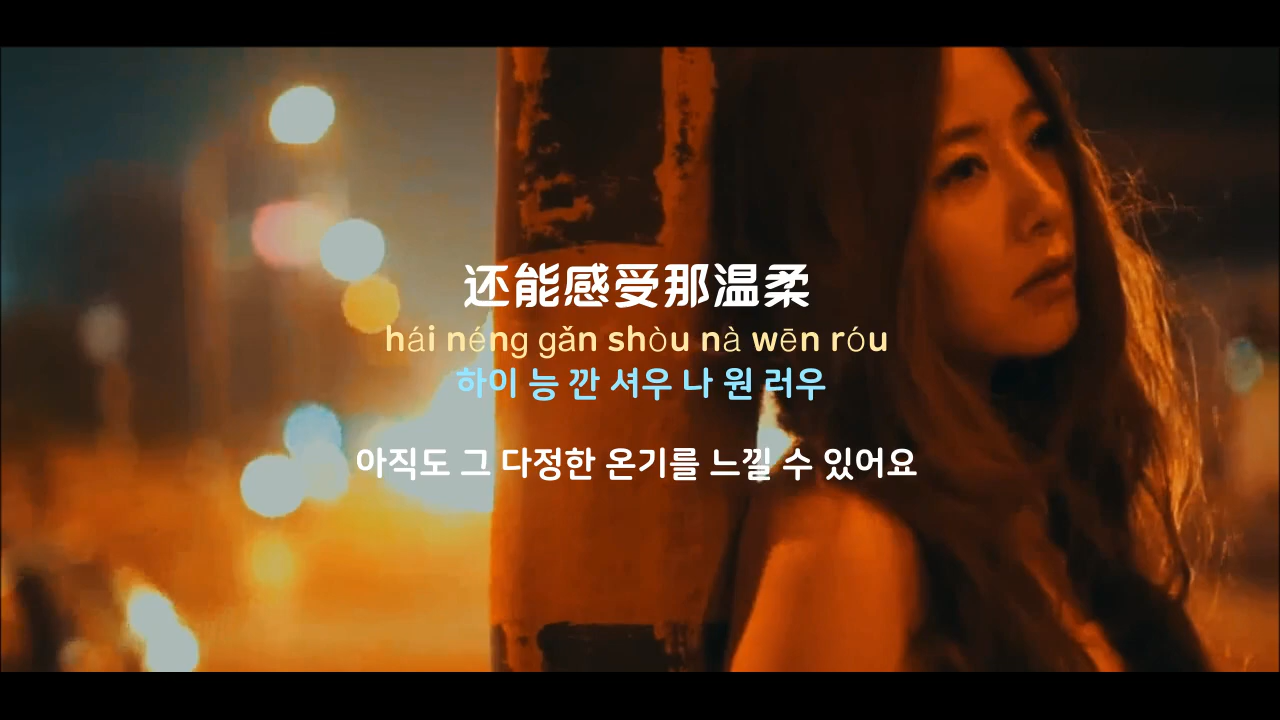 还能感受那温柔
hái néng gǎn shòu nà wēn róu
하이 능 깐 셔우 나 원 러우
아직도 그 다정한 온기를 느낄 수 있어요